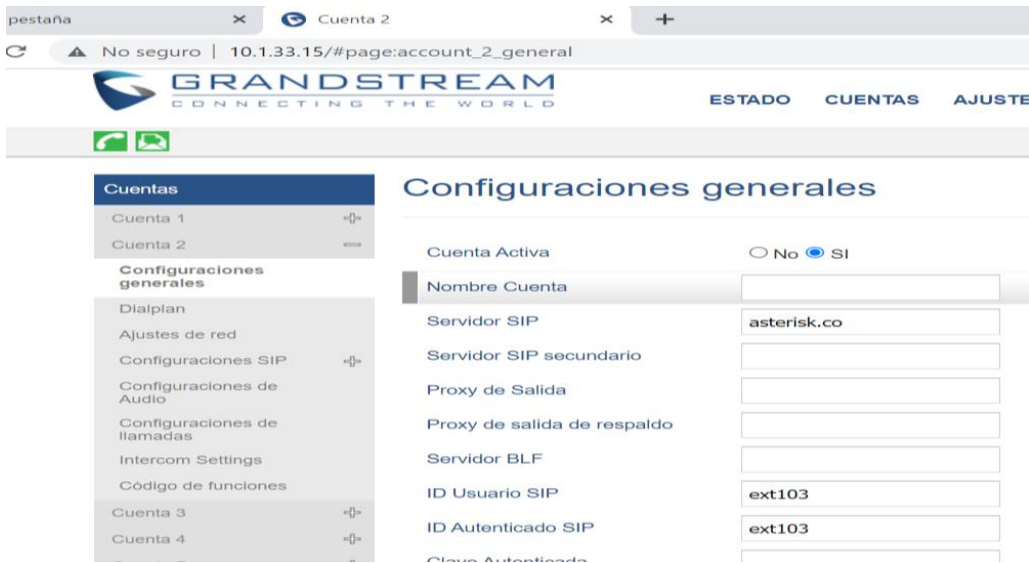 pestaña
Cuenta 2
No seguro | 10.1.33.15/#page:account_2_general
GRANDSTREAM
CONNECTING THE WORLD
ESTADO CUENTAS AJUSTE
Cuentas
Cuenta 1
Cuenta 2
Configuraciones
generales
Dialplan
Ajustes de red
Configuraciones SIP
Configuraciones de
Audio
Configuraciones de
llamadas
Intercom Settings
Código de funciones
Cuenta 3
Cuenta 4
Configuraciones generales
Cuenta Activa No SI
Nombre Cuenta
Servidor SIP asterisk.co
Servidor SIP secundario
Proxy de Salida
Proxy de salida de respaldo
Servidor BLF
ID Usuario SIP ext103
ID Autenticado SIP ext103
Clave Autenticada